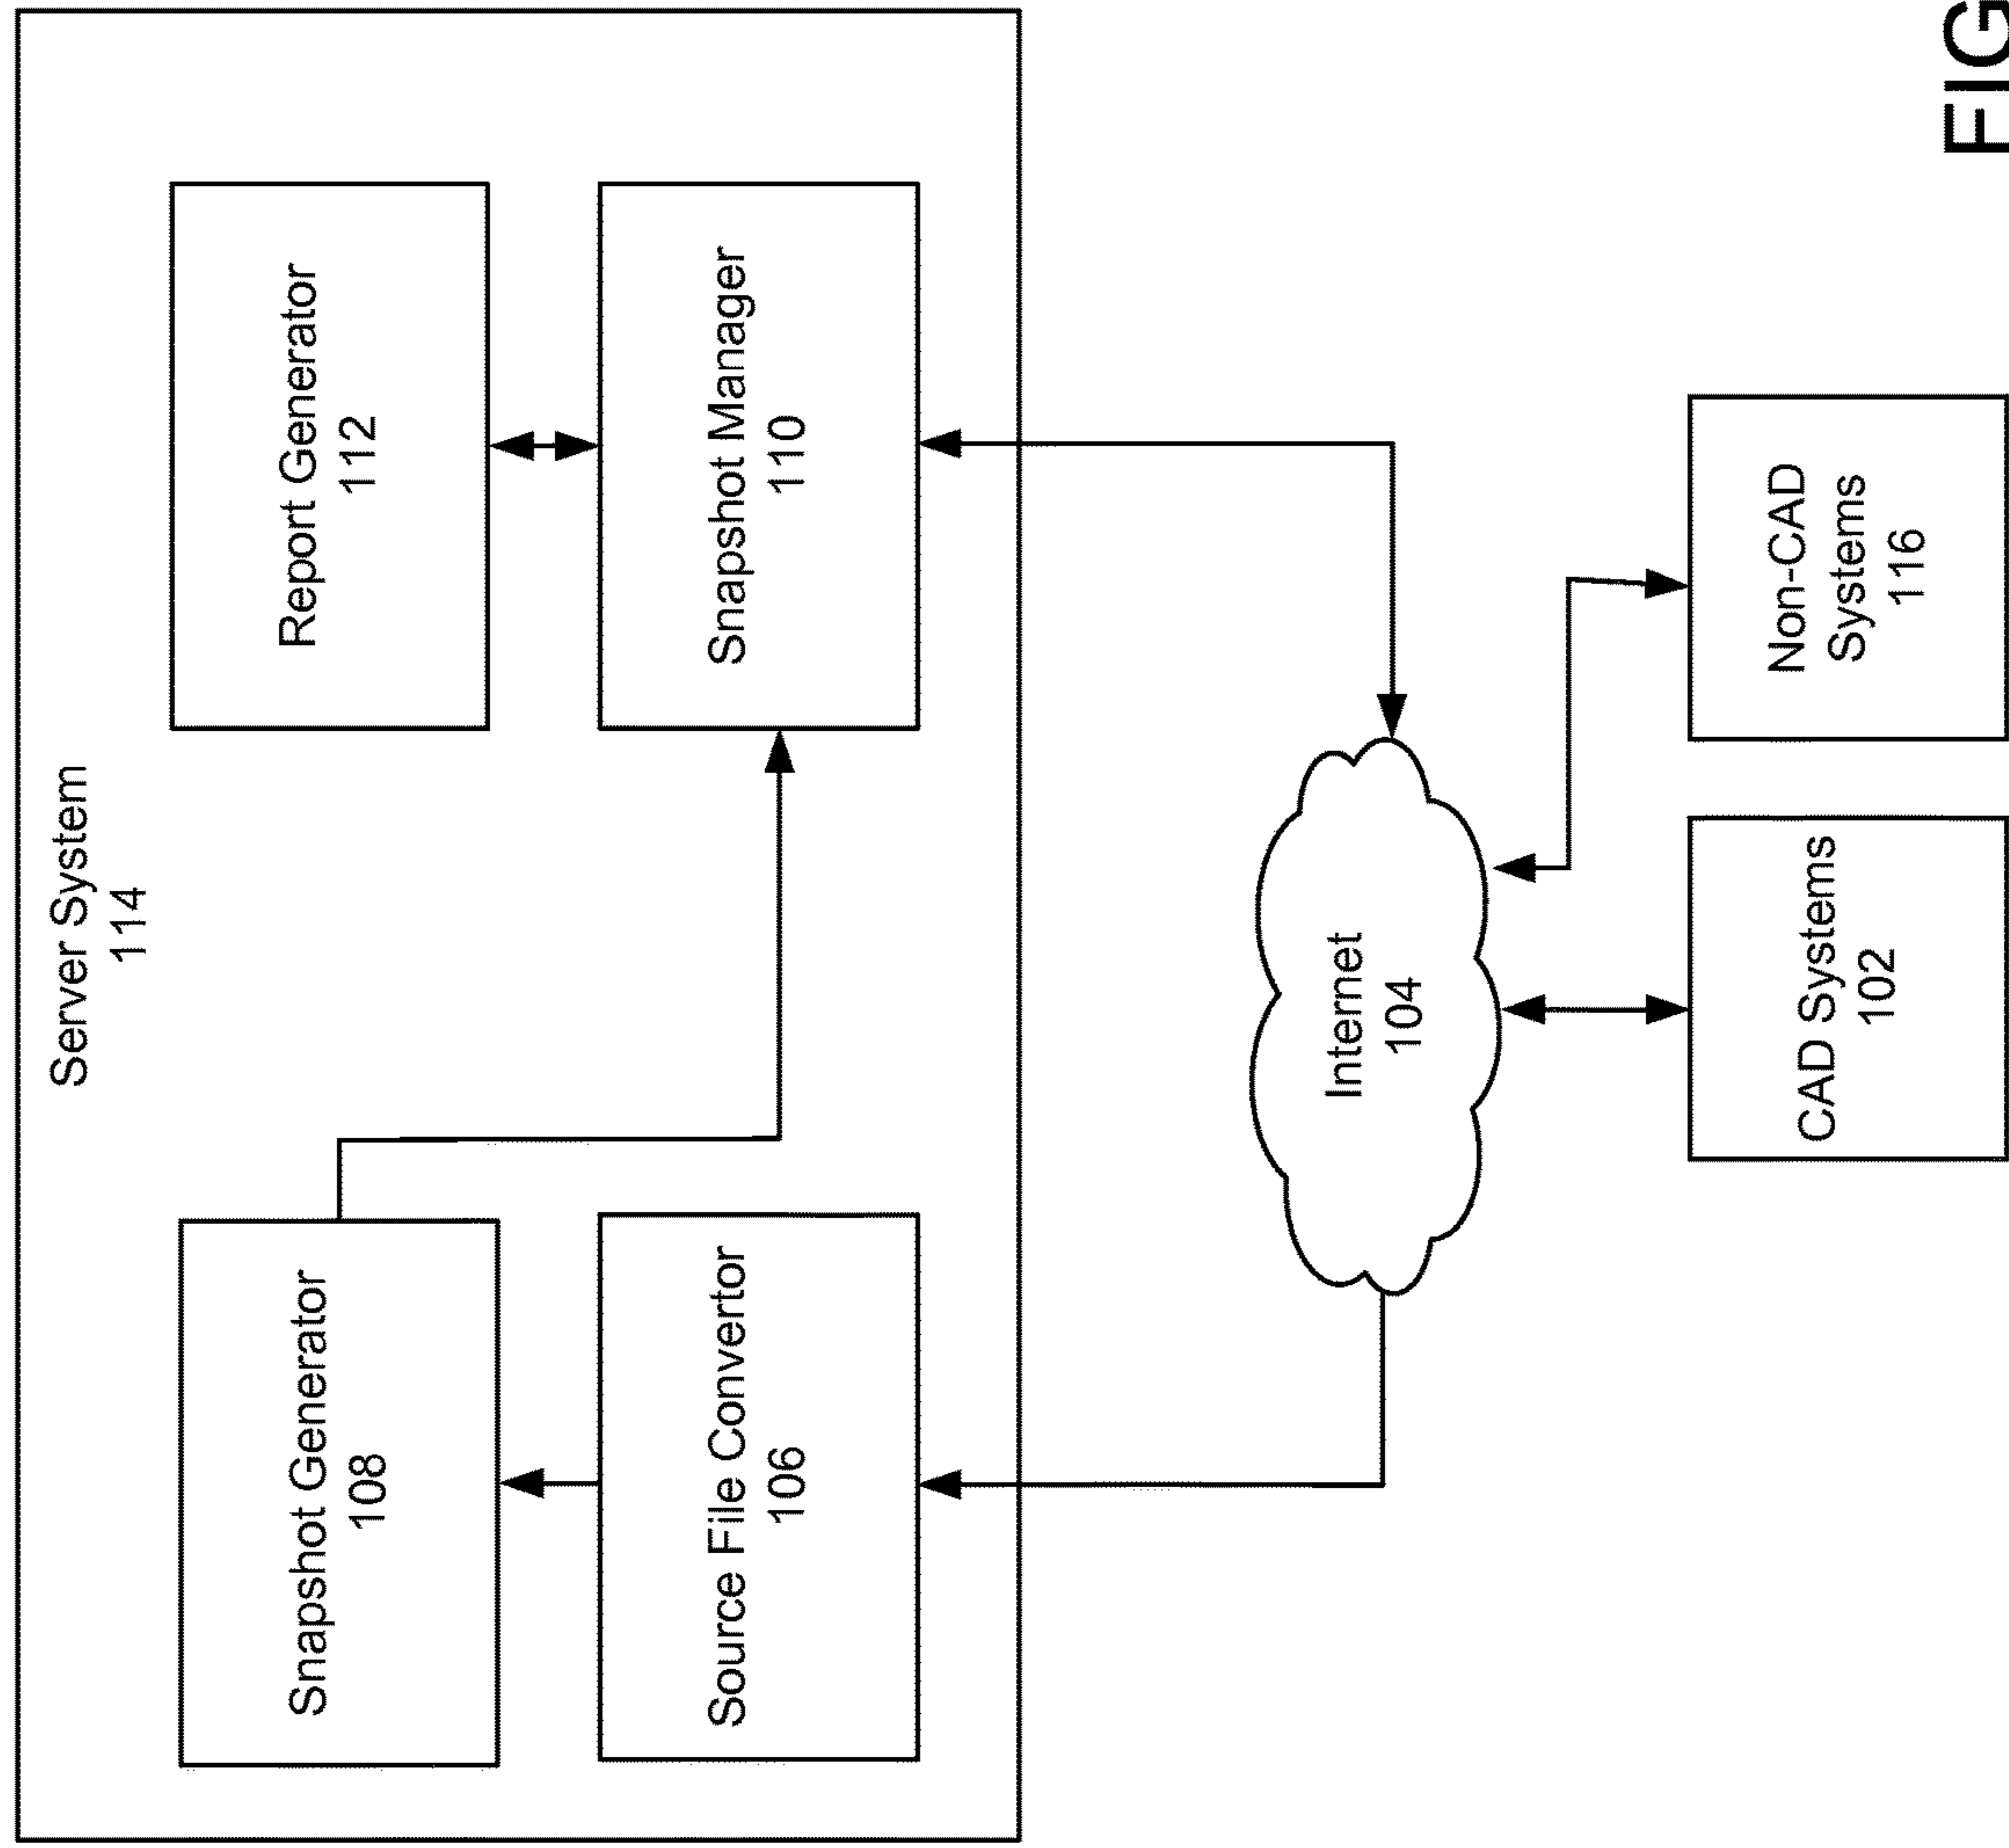 Server System
114
Snapshot Generator
108
Report Generator
112
Source File Convertor
106
Snapshot Manager
110
Internet
104
CAD Systems
102
Non-CAD
Systems
116
FIG